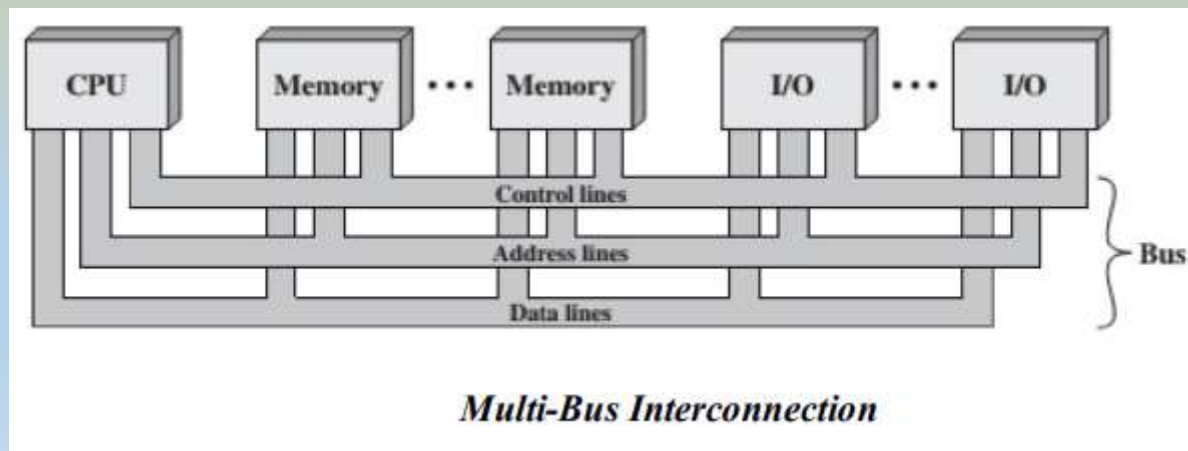 CPU Memory ••• Memory I/O ••• I/O
Control lines
Address lines
Bus
Data lines
Multi-Bus Interconnection